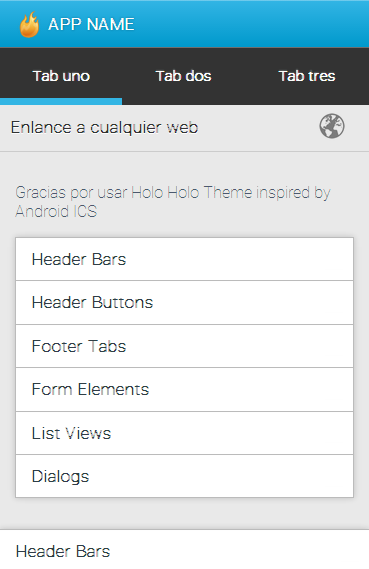 APP NAME
Tab uno Tab dos Tab tres
Enlance a cualquier web
Gracias por usar Holo Holo Theme inspired by
Android ICS
Header Bars
Header Buttons
Footer Tabs
Form Elements
List Views
Dialogs
Header Bars